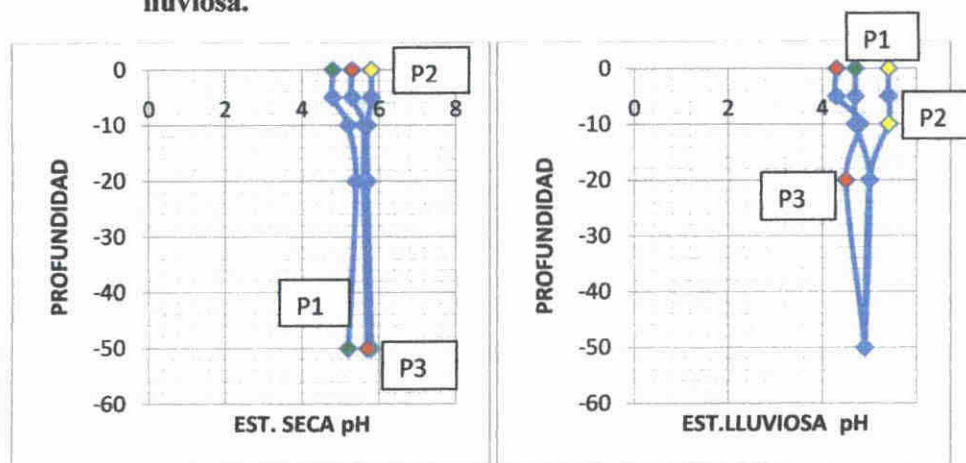 lluviosa.
P2
0
0 2 4 6 8
-10
-20
-30
-40
-50
-60
PROFUNDIDAD
P1
P3
EST. SECA pH
P1
0
0 2 4
-10
-20
-30
-40
-50
-60
PROFUNDIDAD
P2
P3
EST.LLUVIOSA pH